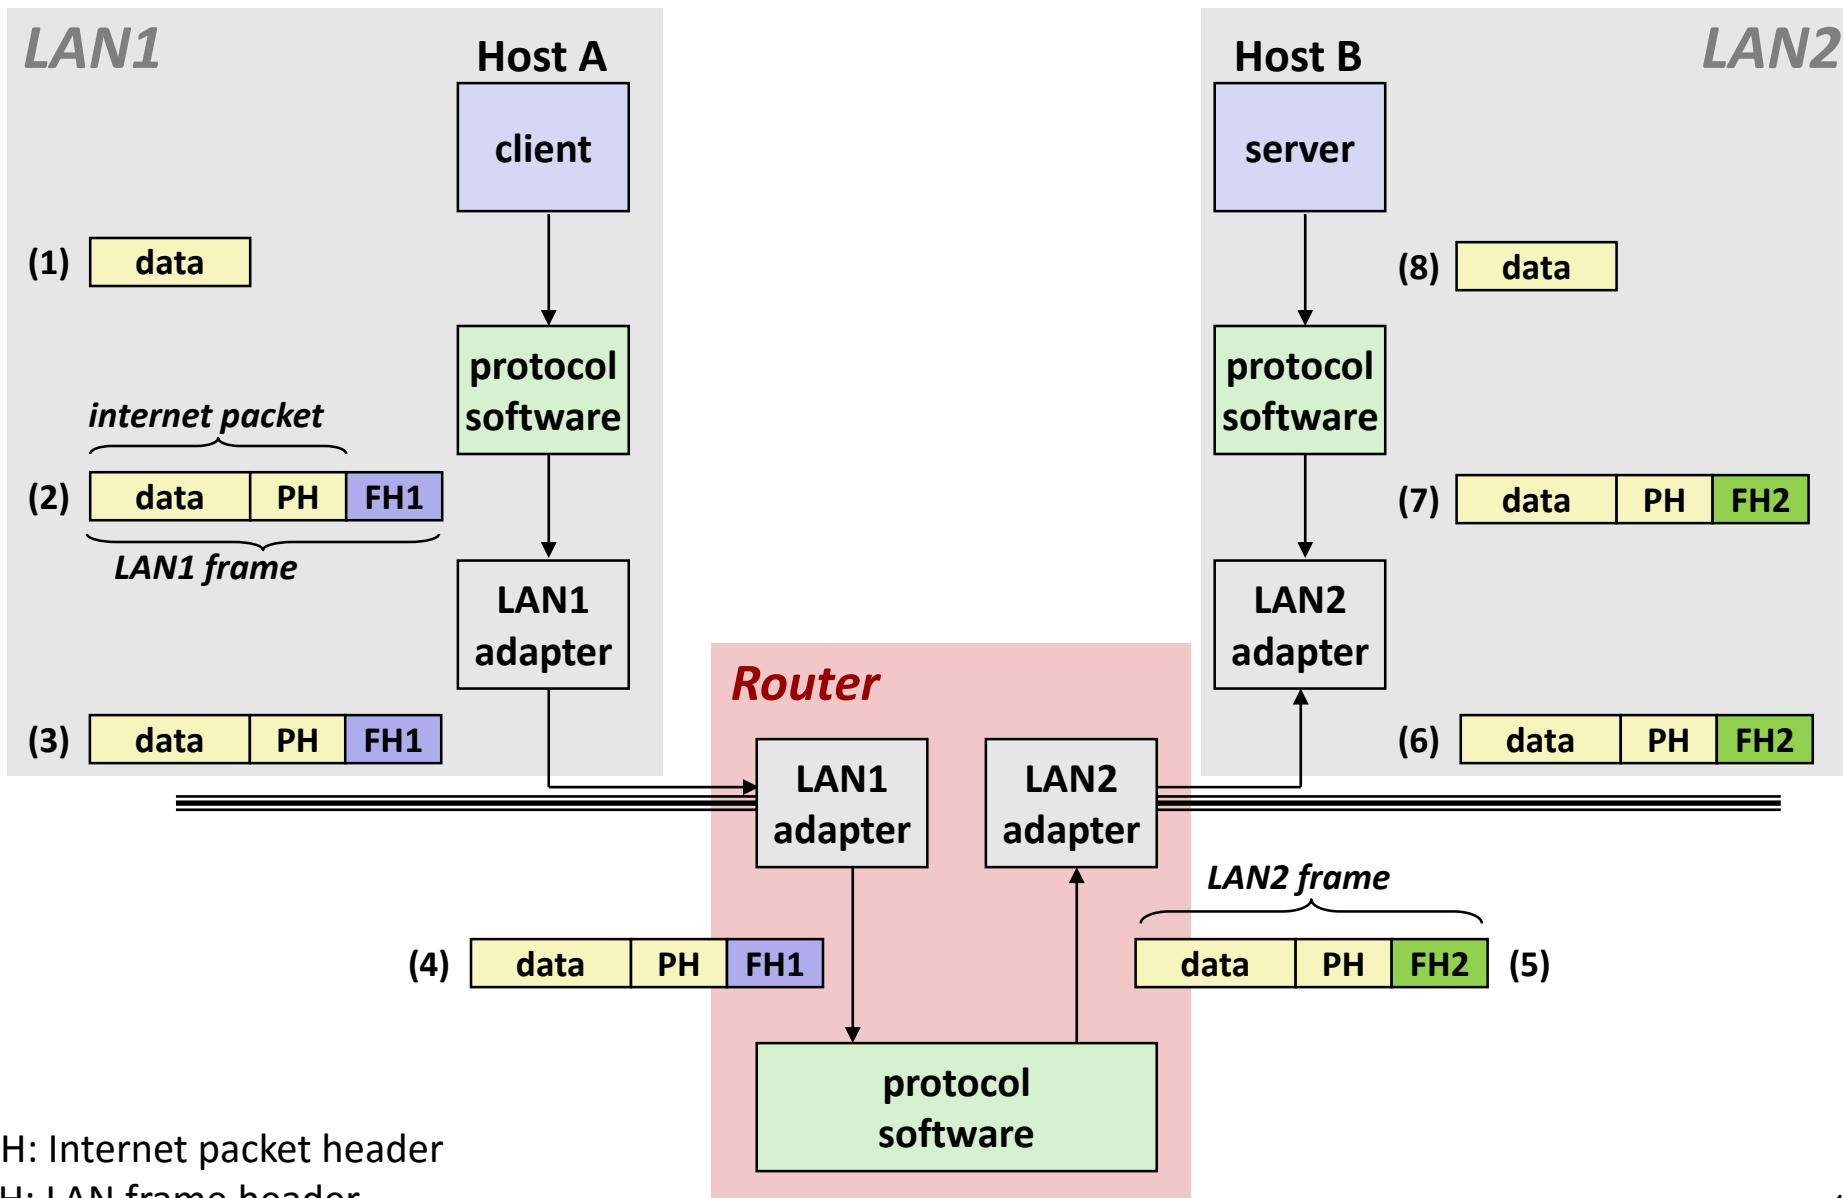 LAN1
Host A
Host B
LAN2
client
server
(1) data
(8) data
protocol
software
protocol
software
internet packet
(2) data PH FH1
(7) data PH FH2
LAN1 frame
LAN1
adapter
LAN2
adapter
Router
(3) data PH FH1
(6) data PH FH2
LAN1
adapter
LAN2
adapter
LAN2 frame
(4) data PH FH1
data PH FH2 (5)
protocol
software
H: Internet packet header
H: LAN frame header